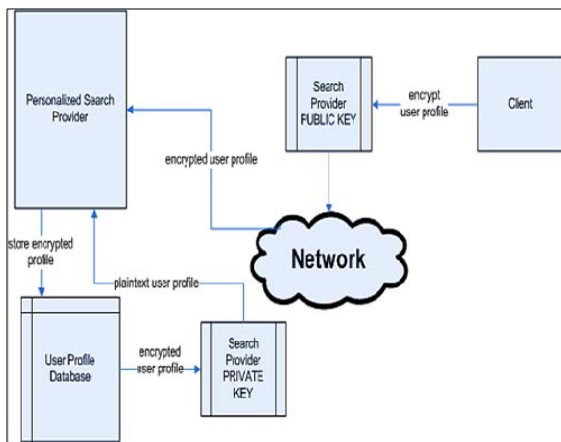 Personalized Search
Provider
Search
Provider
PUBLIC KEY
encrypt
user profile
Client
encrypted user profile
Network
store encrypted
profile
plaintext user profile
User Profile
Database
encrypted
user profile
Search
Provider
PRIVATE
KEY